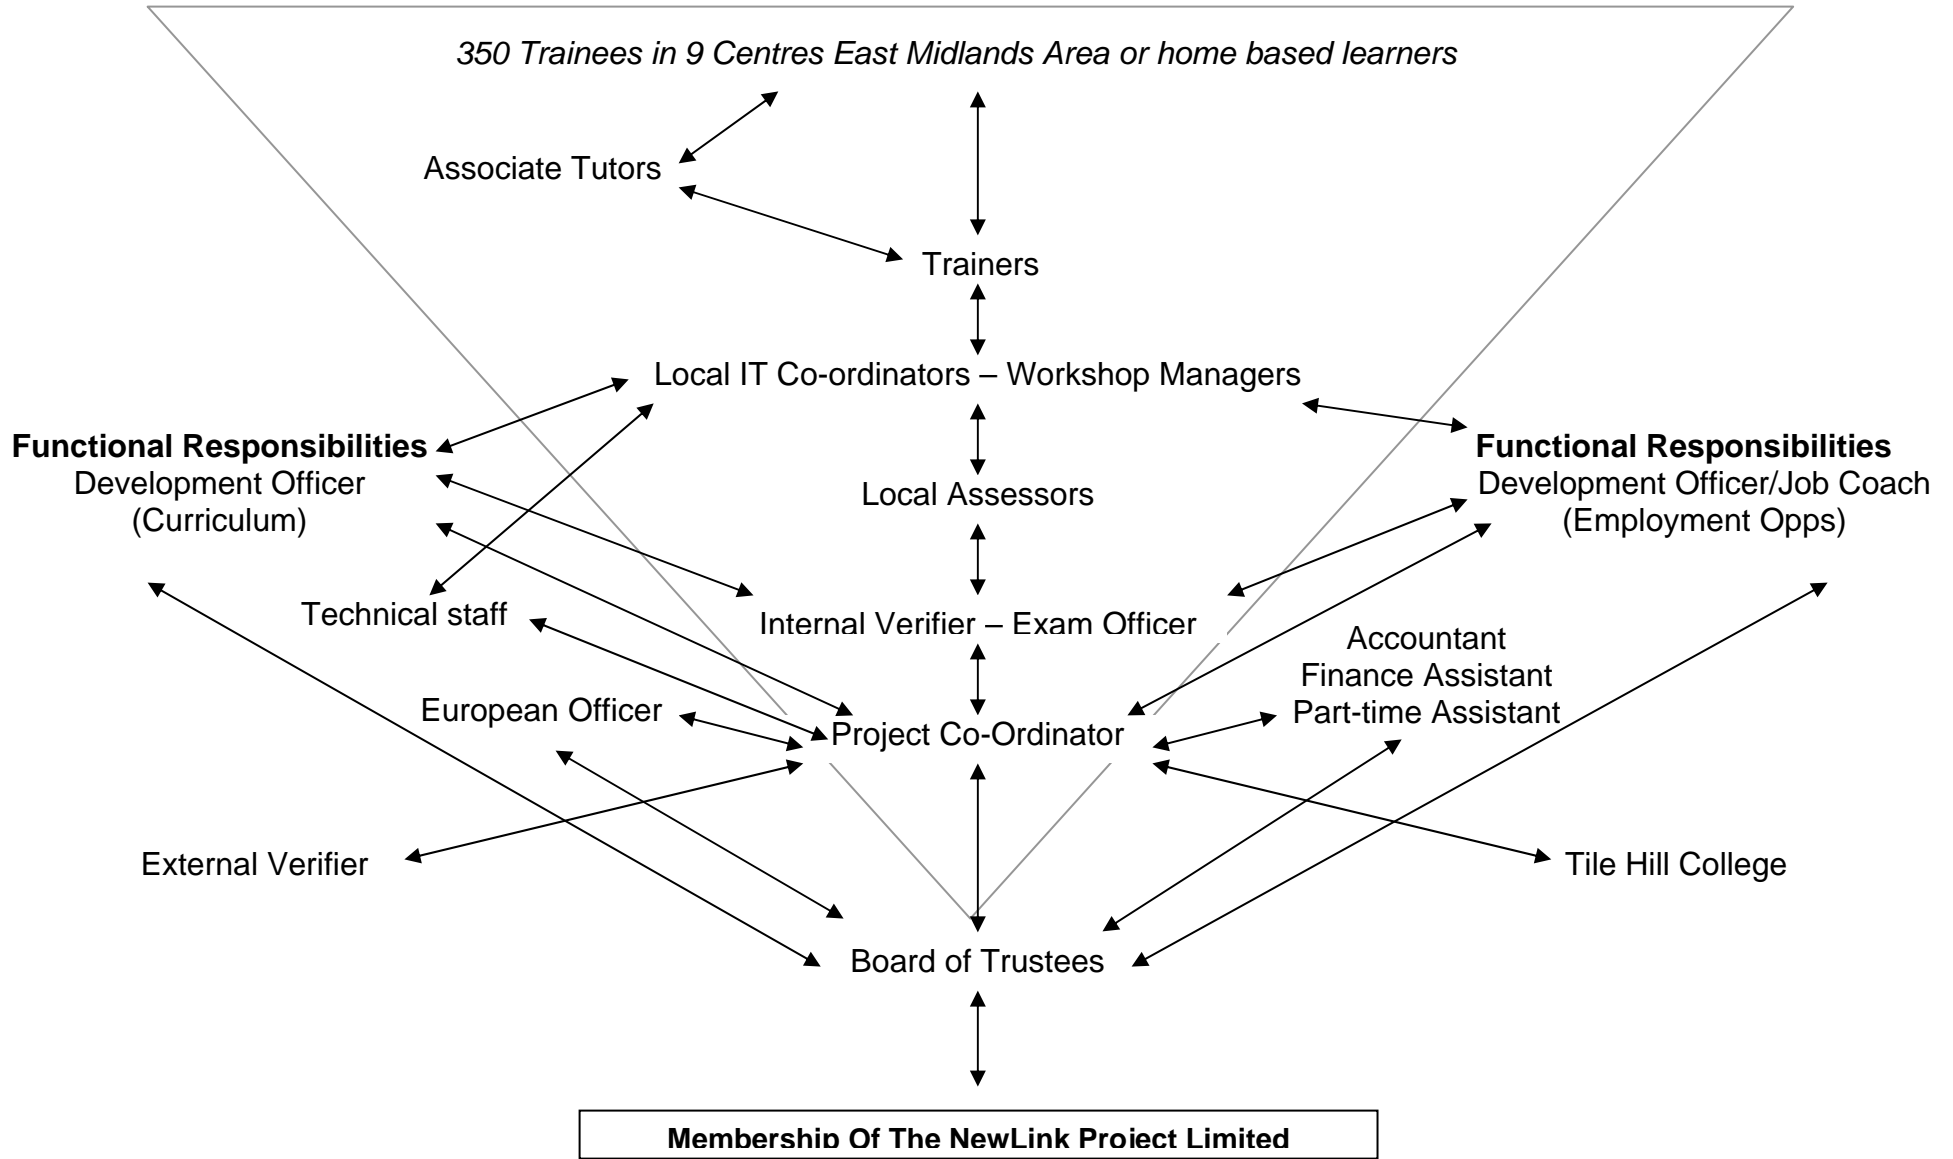 350 Trainees in 9 Centres East Midlands Area or home based learners
Associate Tutors
Trainers
Local IT Co-ordinators – Workshop Managers
Functional Responsibilities
Development Officer
(Curriculum)
Functional Responsibilities
Development Officer/Job Coach
(Employment Opps)
Local Assessors
Technical staff
Internal Verifier – Exam Officer
Accountant
Finance Assistant
Part-time Assistant
European Officer
Project Co-Ordinator
External Verifier
Tile Hill College
Board of Trustees
Membership Of The NewLink Project Limited